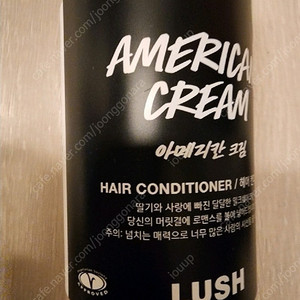 AMERICAN
CREAM
아메리칸 크림
HAIR CONDITIONER / 헤어
딸기와 사랑에 빠진 달달한
당신의 머릿결에 로맨스를
주의: 넘치는 매력으로 너무 많은 사랑의
LUSH